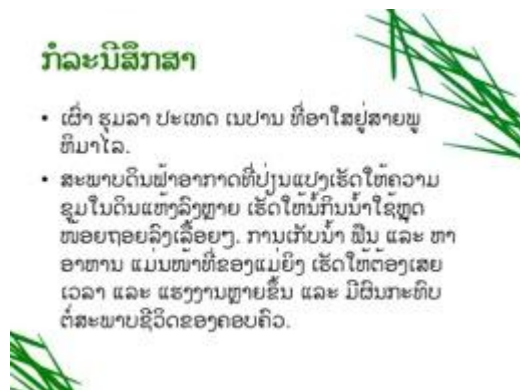 ກໍລະນີສຶກສາ
• ເຜົ່າ ຮຸມລາ ປະເທດ ເນປານ ທີ່ອາໃສຢູ່ສາຍພູ
ຫິມາໄລ.
• ສະພາບດິນຟ້າອາກາດທີ່ປ່ຽນແປງເຮັດໃຫ້ຄວາມ
ຊຸມໃນດິນແຫ້ງລົງຫຼາຍ ເຮັດໃຫ້ນໍ້ກິນນໍ້າໃຊ້ຫຼຸດ
ໜ້ອຍຖອຍລົງເລື້ອຍໆ. ການເກັບນໍ້າ ຟືນ ແລະ ຫາ
ອາຫານ ແມ່ນໜ້າທີ່ຂອງແມ່ຍິງ ເຮັດໃຫ້ຕ້ອງເສຍ
ເວລາ ແລະ ແຮງງານຫຼາຍຂຶ້ນ ແລະ ມີຜົນກະທົບ
ຕໍ່ສະພາບຊີວິດຂອງຄອບຄົວ.